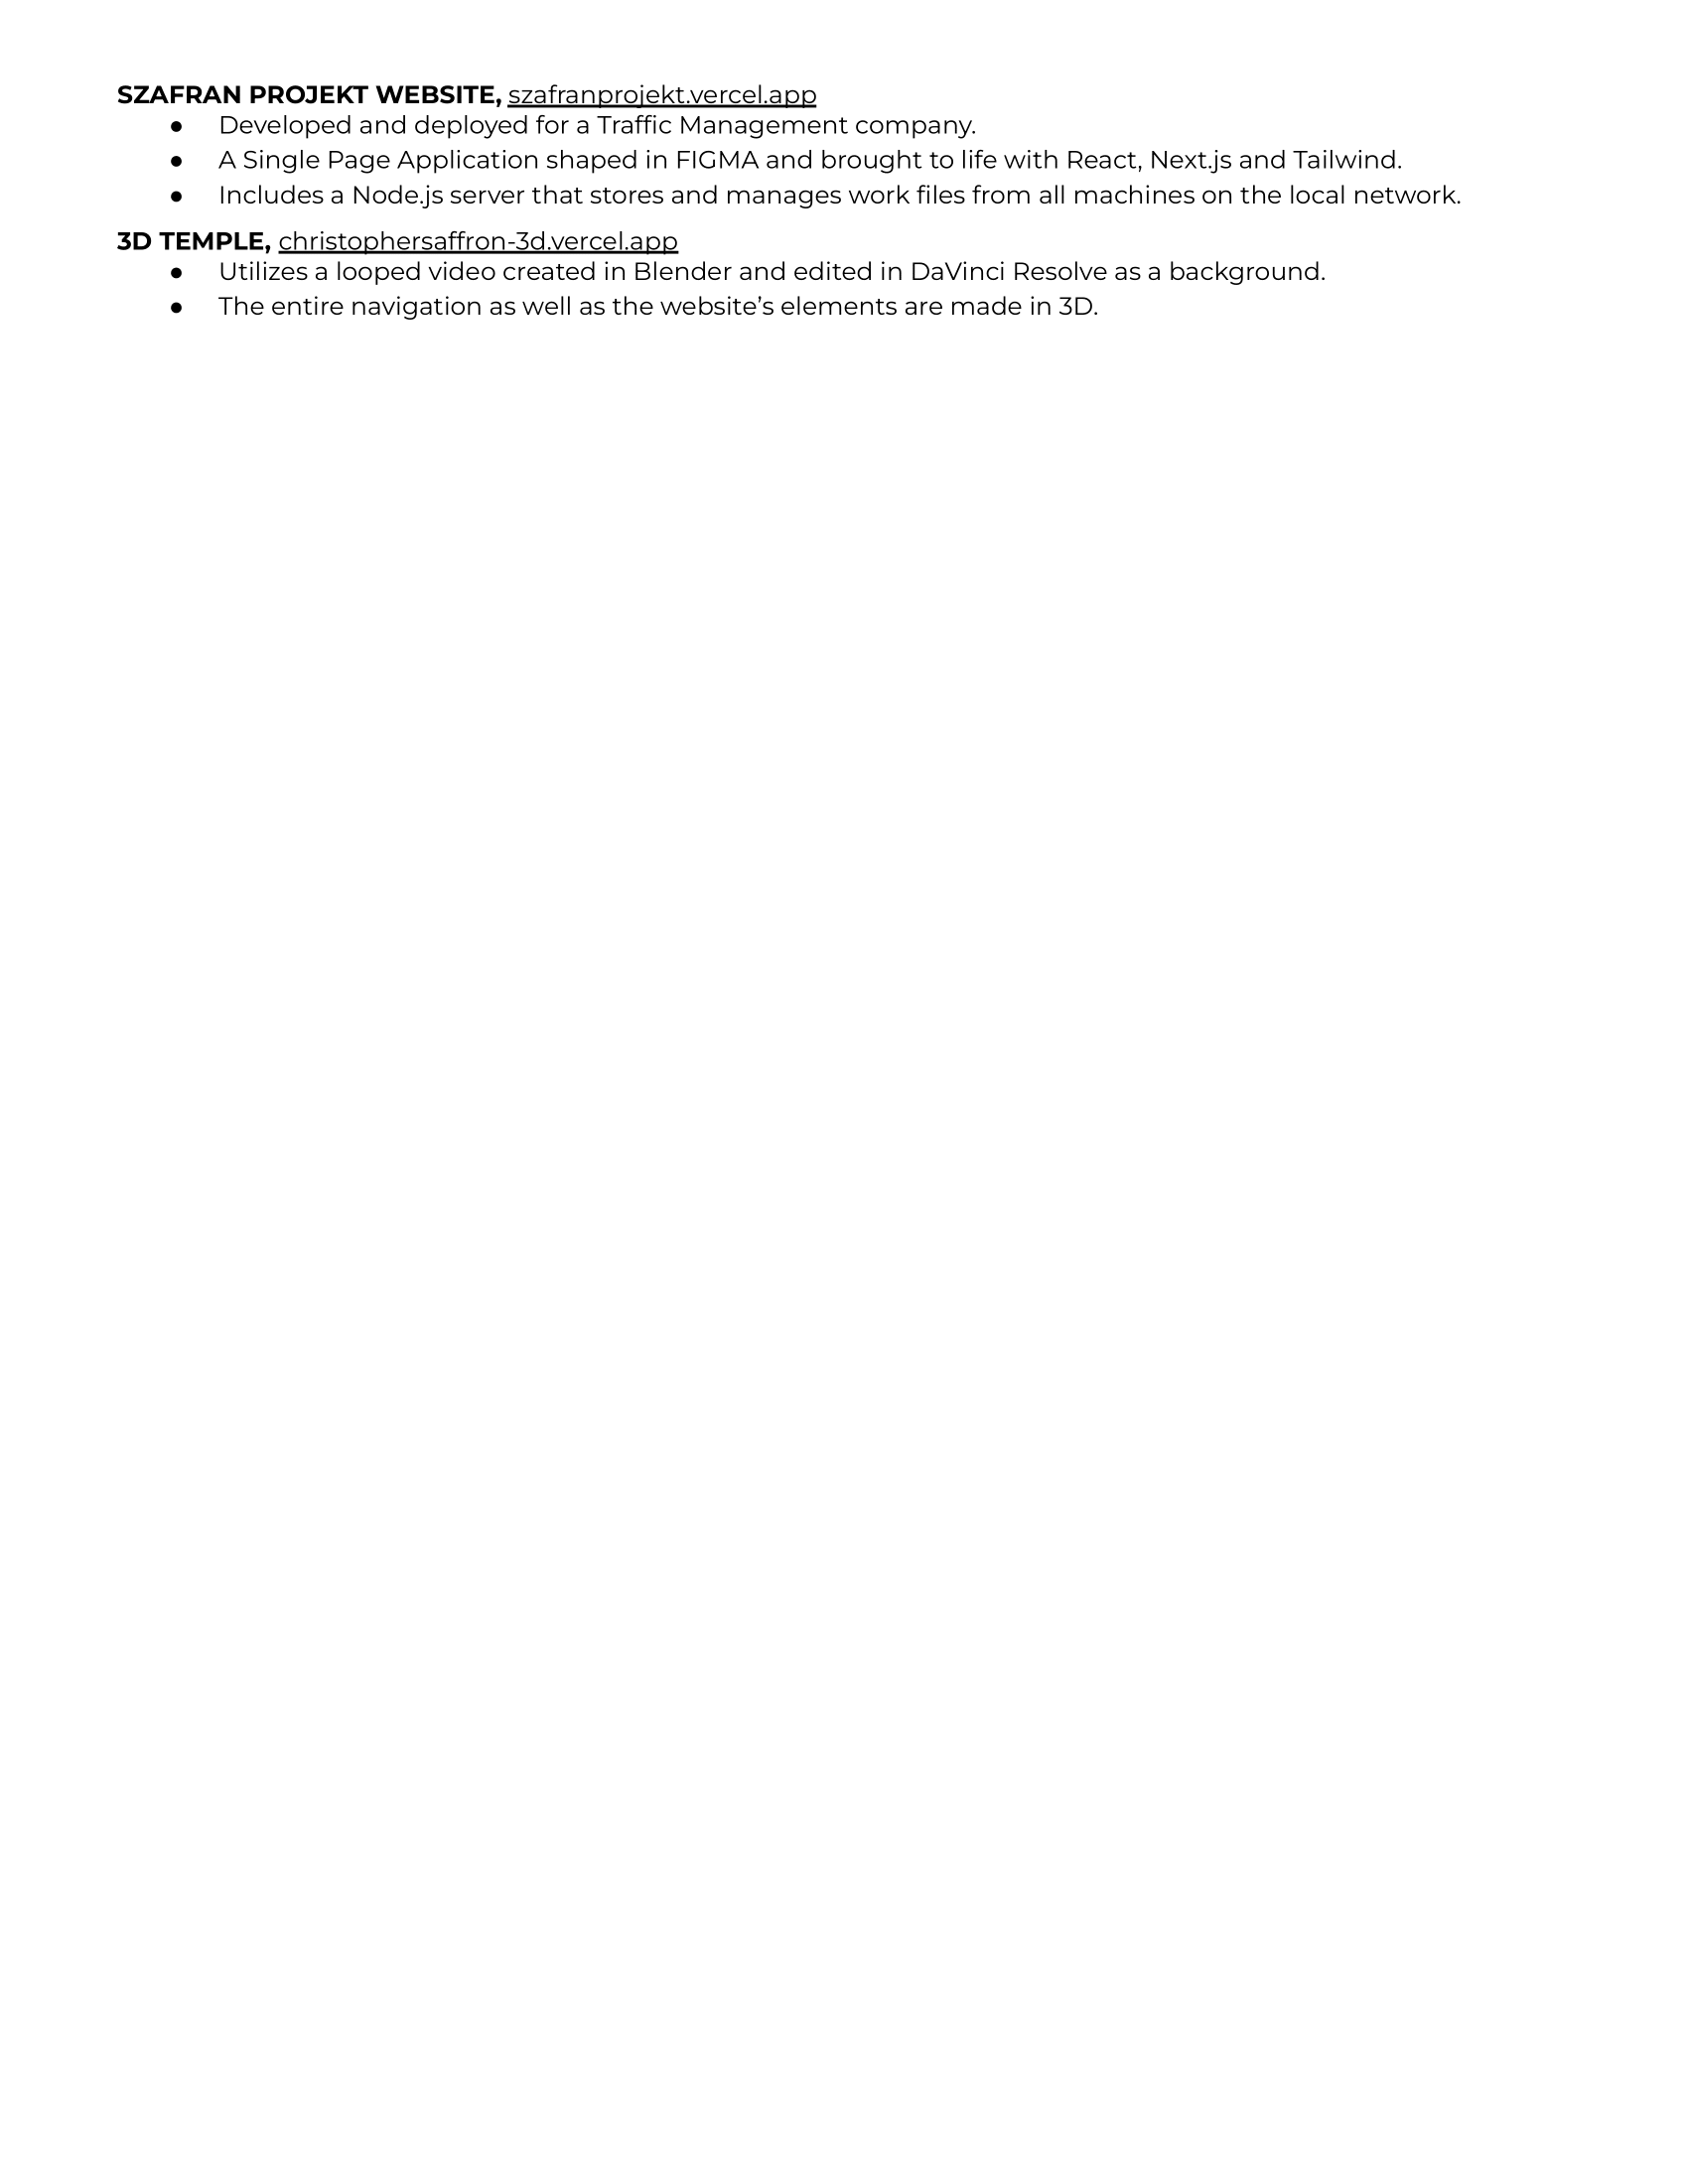 SZAFRAN PROJEKT WEBSITE, szafranprojekt.vercel.app
● Developed and deployed for a Traffic Management company.
● A Single Page Application shaped in FIGMA and brought to life with React, Next.js and Tailwind.
● Includes a Node.js server that stores and manages work files from all machines on the local network.
3D TEMPLE, christophersaffron-3d.vercel.app
● Utilizes a looped video created in Blender and edited in DaVinci Resolve as a background.
● The entire navigation as well as the website’s elements are made in 3D.